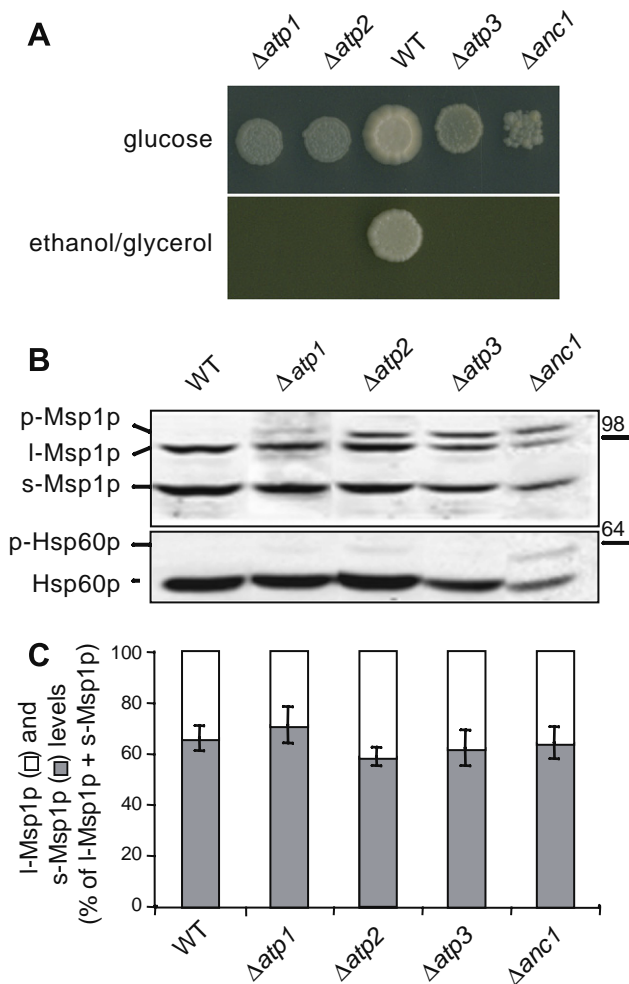 A
Δatp1 Δatp2 WT Δatp3 Δanc1
glucose
ethanol/glycerol
B
WT Δatp1 Δatp2 Δatp3 Δanc1
p-Msp1p
l-Msp1p
s-Msp1p
98
p-Hsp60p
Hsp60p
64
C
l-Msp1p (□) and
s-Msp1p (■) levels
(% of l-Msp1p + s-Msp1p)
100
80
60
40
20
0
WT Δatp1 Δatp2 Δatp3 Δanc1